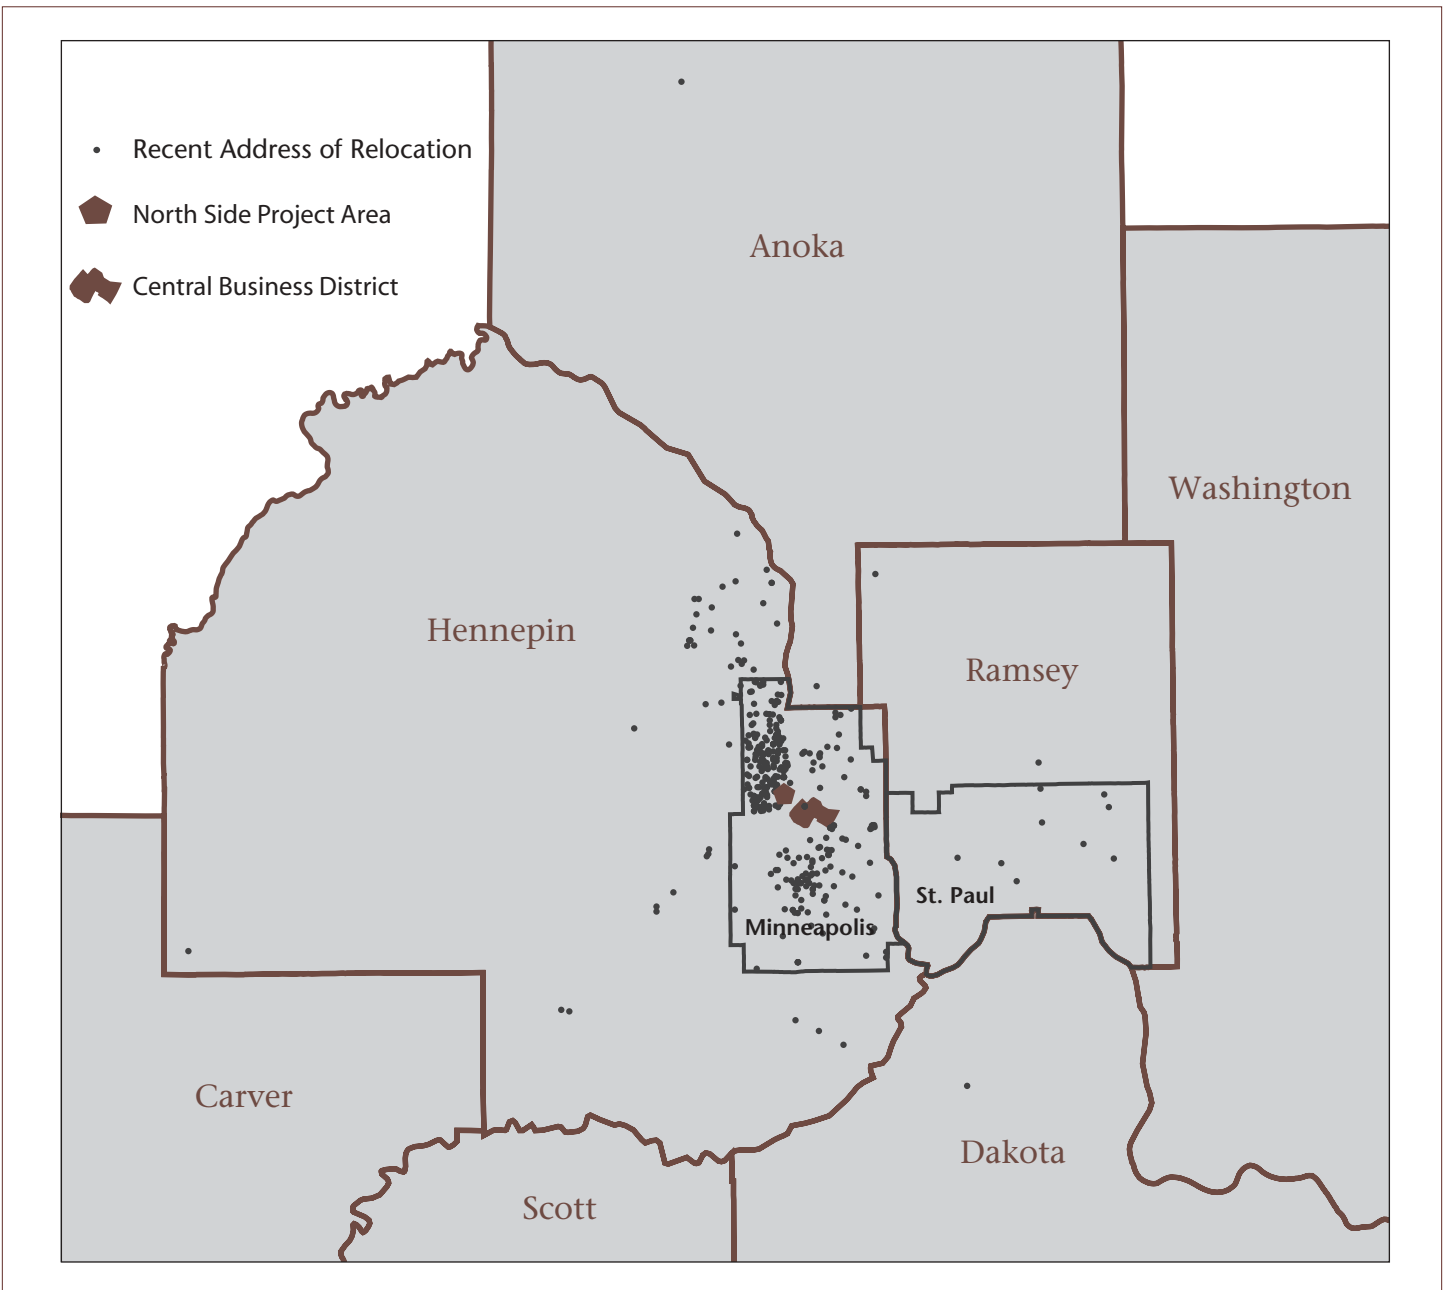 Recent Address of Relocation
North Side Project Area
Central Business District
Anoka
Washington
Hennepin
Ramsey
St. Paul
Minneapolis
Carver
Dakota
Scott